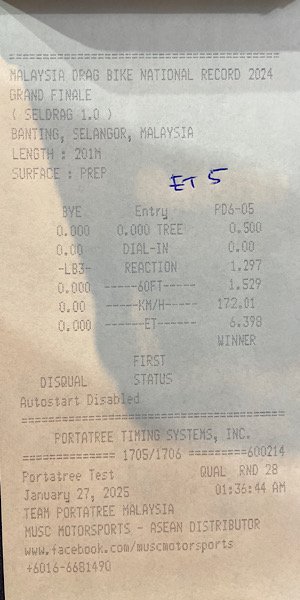 ==============================
MALAYSIA DRAG BIKE NATIONAL RECORD 2024
GRAND FINALE
( SELDRAG 1.0 )
BANTING, SELANGOR, MALAYSIA
LENGTH : 201M
SURFACE : PREP
ET 5
BYE Entry PD6-05
0.000 0.000 TREE 0.500
0.00 DIAL-IN 0.00
-LB3- REACTION 1.297
0.000 -----60FT----- 1.529
0.00 -----KM/H----- 172.01
0.000 ------ET------ 6.398
WINNER
FIRST
DISQUAL STATUS
Autostart Disabled
==============================
PORTATREE TIMING SYSTEMS, INC.
============== 1705/1706 =========600214
Portatree Test QUAL RND 28
January 27, 2025 01:36:44 AM
TEAM PORTATREE MALAYSIA
MUSC MOTORSPORTS - ASEAN DISTRIBUTOR
www.facebook.com/muscmotorsports
+6016-6681490